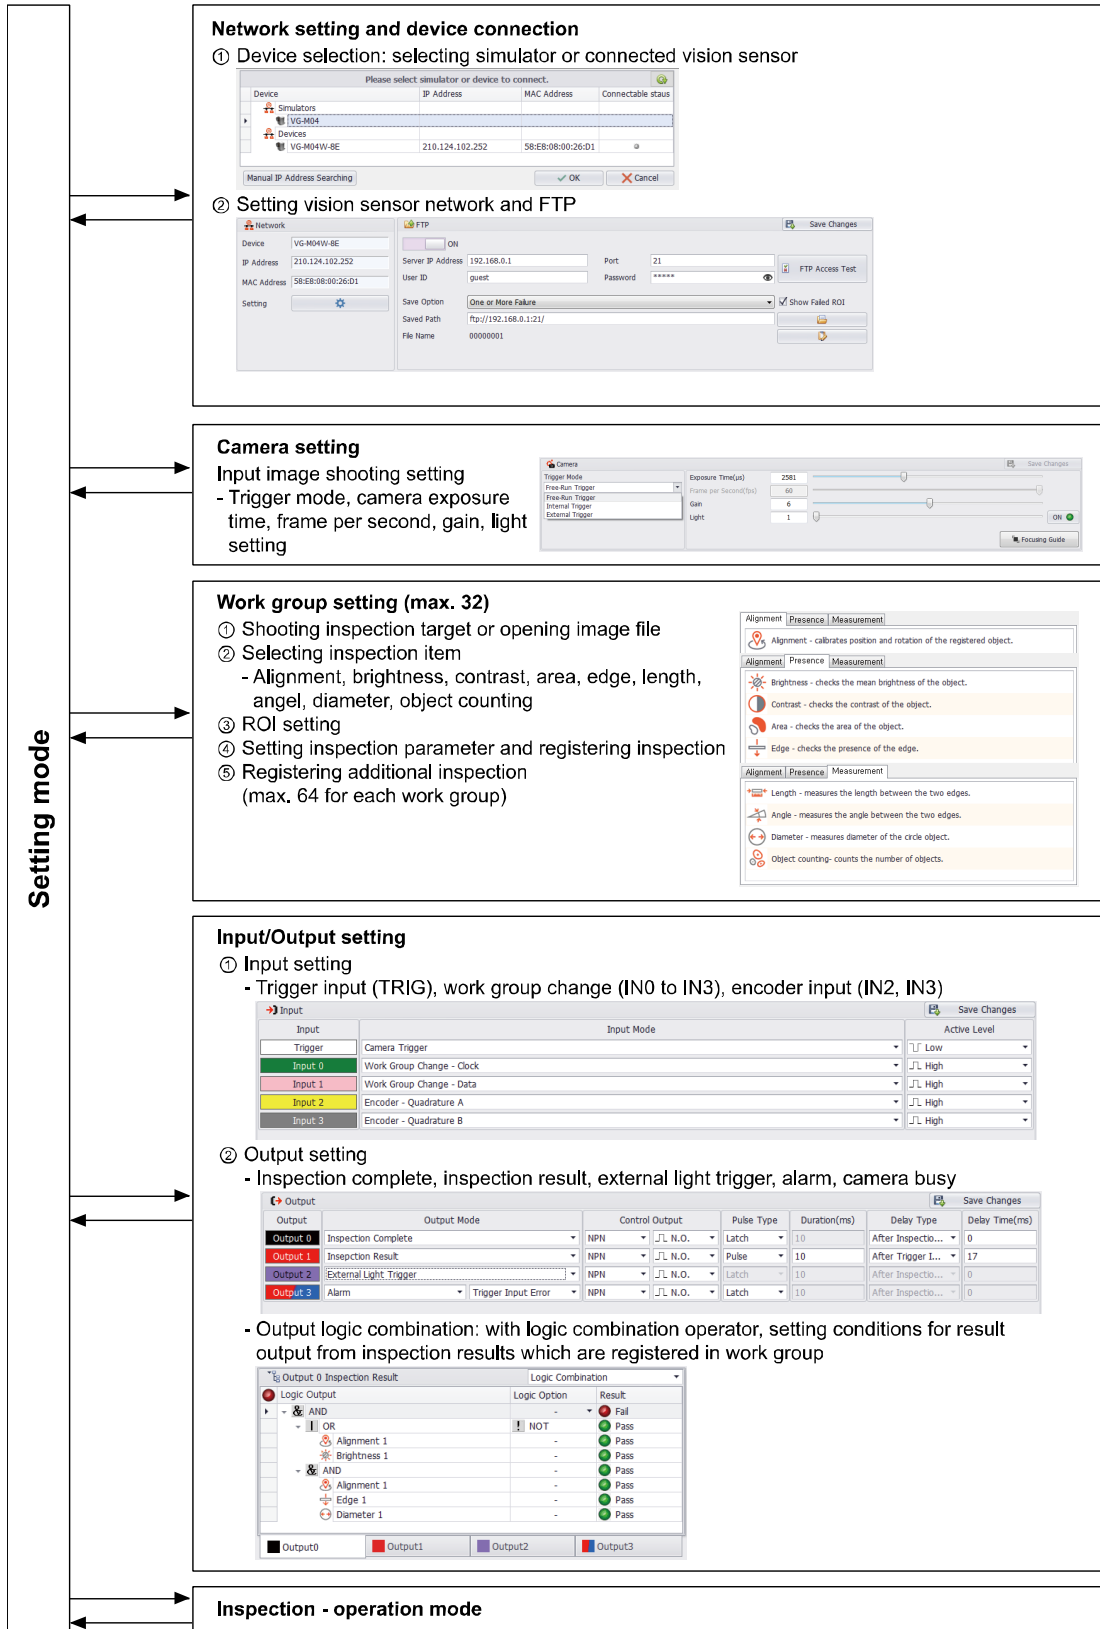 Setting mode
Network setting and device connection
① Device selection: selecting simulator or connected vision sensor
Please select simulator or device to connect.
Device IP Address MAC Address Connectable staus
Simulators
VG-M04
Devices
VG-M04W-8E 210.124.102.252 58:E8:08:00:26:D1
Manual IP Address Searching OK Cancel
② Setting vision sensor network and FTP
Network FTP Save Changes
Device VG-M04W-8E ON
IP Address 210.124.102.252 Server IP Address 192.168.0.1 Port 21 FTP Access Test
MAC Address 58:E8:08:00:26:D1 User ID guest Password *****
Setting Save Option One or More Failure Show Failed ROI
Saved Path ftp://192.168.0.1:21/
File Name 00000001
Camera setting
Input image shooting setting
- Trigger mode, camera exposure
time, frame per second, gain, light
setting
Camera Save Changes
Trigger Mode Exposure Time(µs) 2581
Free-Run Trigger Frame per Second(fps) 60
Free-Run Trigger
Internal Trigger Gain 6
External Trigger Light 1 ON
Focusing Guide
Work group setting (max. 32)
① Shooting inspection target or opening image file
② Selecting inspection item
- Alignment, brightness, contrast, area, edge, length,
angel, diameter, object counting
③ ROI setting
④ Setting inspection parameter and registering inspection
⑤ Registering additional inspection
(max. 64 for each work group)
Alignment Presence Measurement
Alignment - calibrates position and rotation of the registered object.
Alignment Presence Measurement
Brightness - checks the mean brightness of the object.
Contrast - checks the contrast of the object.
Area - checks the area of the object.
Edge - checks the presence of the edge.
Alignment Presence Measurement
Length - measures the length between the two edges.
Angle - measures the angle between the two edges.
Diameter - measures diameter of the circle object.
Object counting- counts the number of objects.
Input/Output setting
① Input setting
- Trigger input (TRIG), work group change (IN0 to IN3), encoder input (IN2, IN3)
Input Save Changes
Input Input Mode Active Level
Trigger Camera Trigger Low
Input 0 Work Group Change - Clock High
Input 1 Work Group Change - Data High
Input 2 Encoder - Quadrature A High
Input 3 Encoder - Quadrature B High
② Output setting
- Inspection complete, inspection result, external light trigger, alarm, camera busy
Output Save Changes
Output Output Mode Control Output Pulse Type Duration(ms) Delay Type Delay Time(ms)
Output 0 Inspection Complete NPN N.O. Latch 10 After Inspectio... 0
Output 1 Insepction Result NPN N.O. Pulse 10 After Trigger I... 17
Output 2 External Light Trigger NPN N.O. Latch 10 After Inspectio... 0
Output 3 Alarm Trigger Input Error NPN N.O. Latch 10 After Inspectio... 0
- Output logic combination: with logic combination operator, setting conditions for result
output from inspection results which are registered in work group
Output 0 Inspection Result Logic Combination
Logic Output Logic Option Result
& AND - Fail
| OR ! NOT Pass
Alignment 1 - Pass
Brightness 1 - Pass
& AND - Pass
Alignment 1 - Pass
Edge 1 - Pass
Diameter 1 - Pass
Output0 Output1 Output2 Output3
Inspection - operation mode